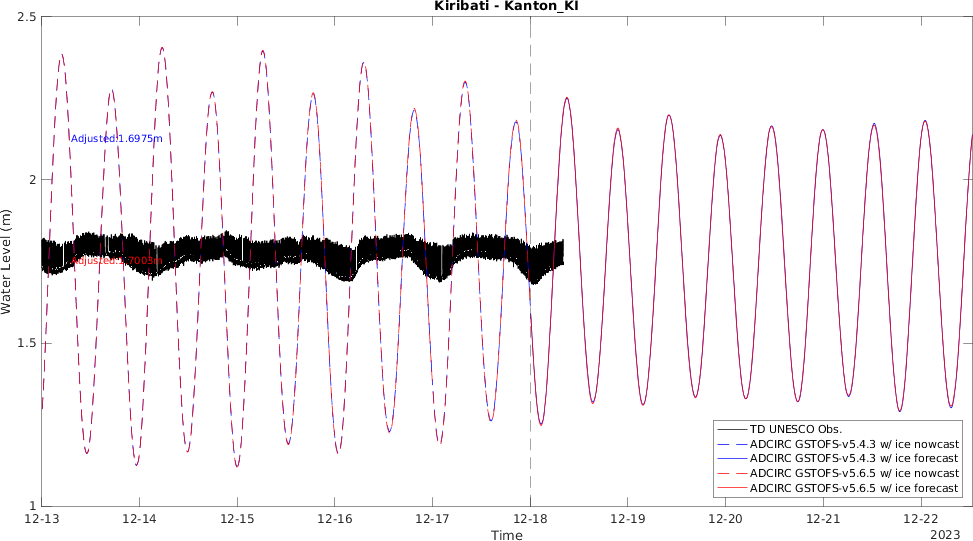 Kiribati - Kanton_KI
2.5
2
1.5
1
Water Level (m)
Adjusted:1.6975m
Adjusted:1.7003m
TD UNESCO Obs.
ADCIRC GSTOFS-v5.4.3 w/ ice nowcast
ADCIRC GSTOFS-v5.4.3 w/ ice forecast
ADCIRC GSTOFS-v5.6.5 w/ ice nowcast
ADCIRC GSTOFS-v5.6.5 w/ ice forecast
12-13 12-14 12-15 12-16 12-17 12-18 12-19 12-20 12-21 12-22
Time
2023